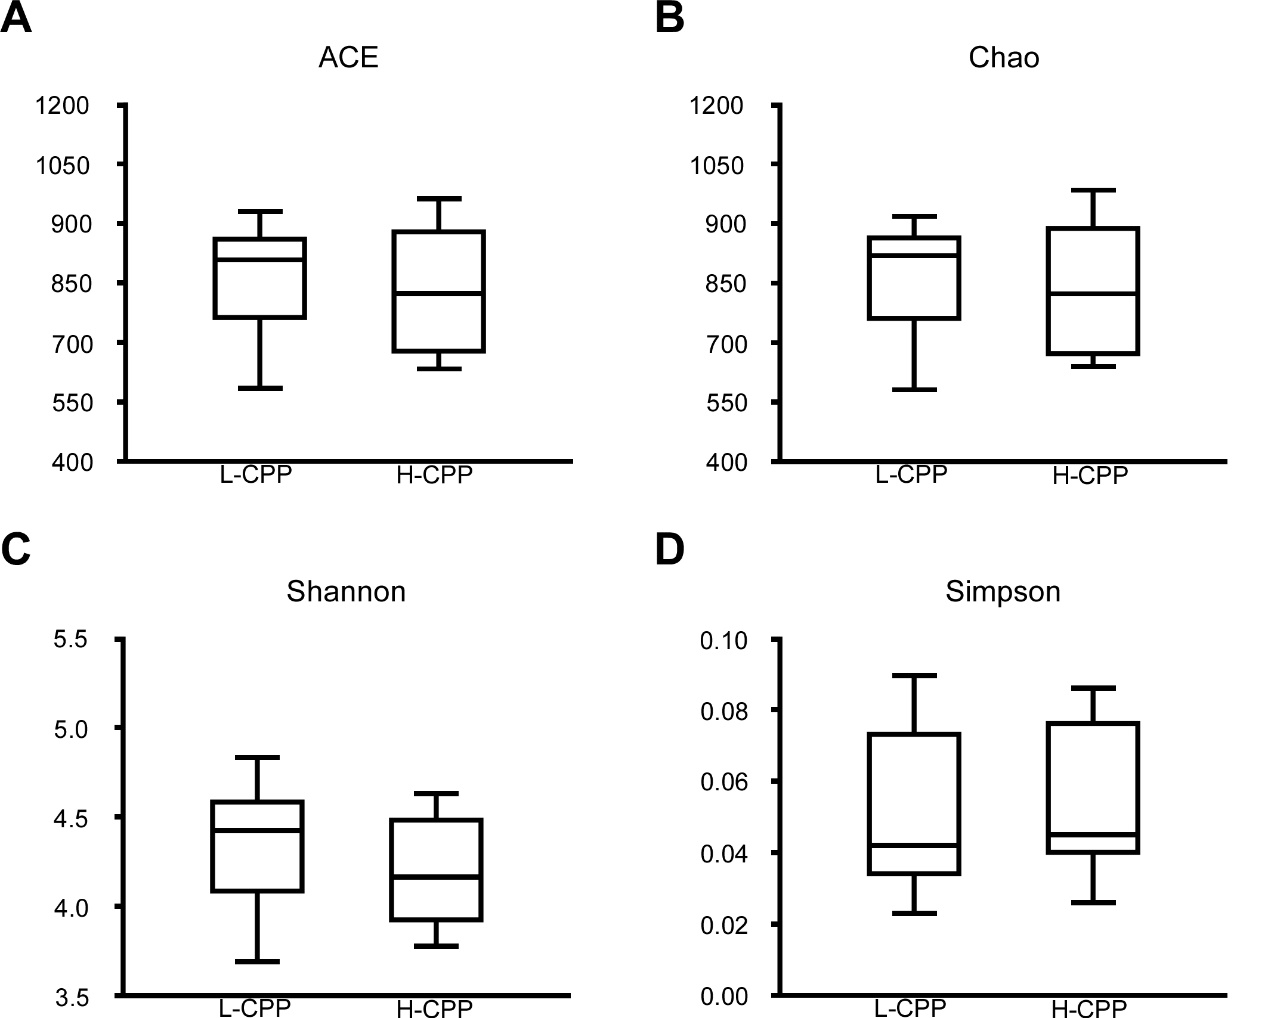 A
ACE
1200
1050
900
850
700
550
400
L-CPP
H-CPP
B
Chao
1200
1050
900
850
700
550
400
L-CPP
H-CPP
C
Shannon
5.5
5.0
4.5
4.0
3.5
L-CPP
H-CPP
D
Simpson
0.10
0.08
0.06
0.04
0.02
0.00
L-CPP
H-CPP